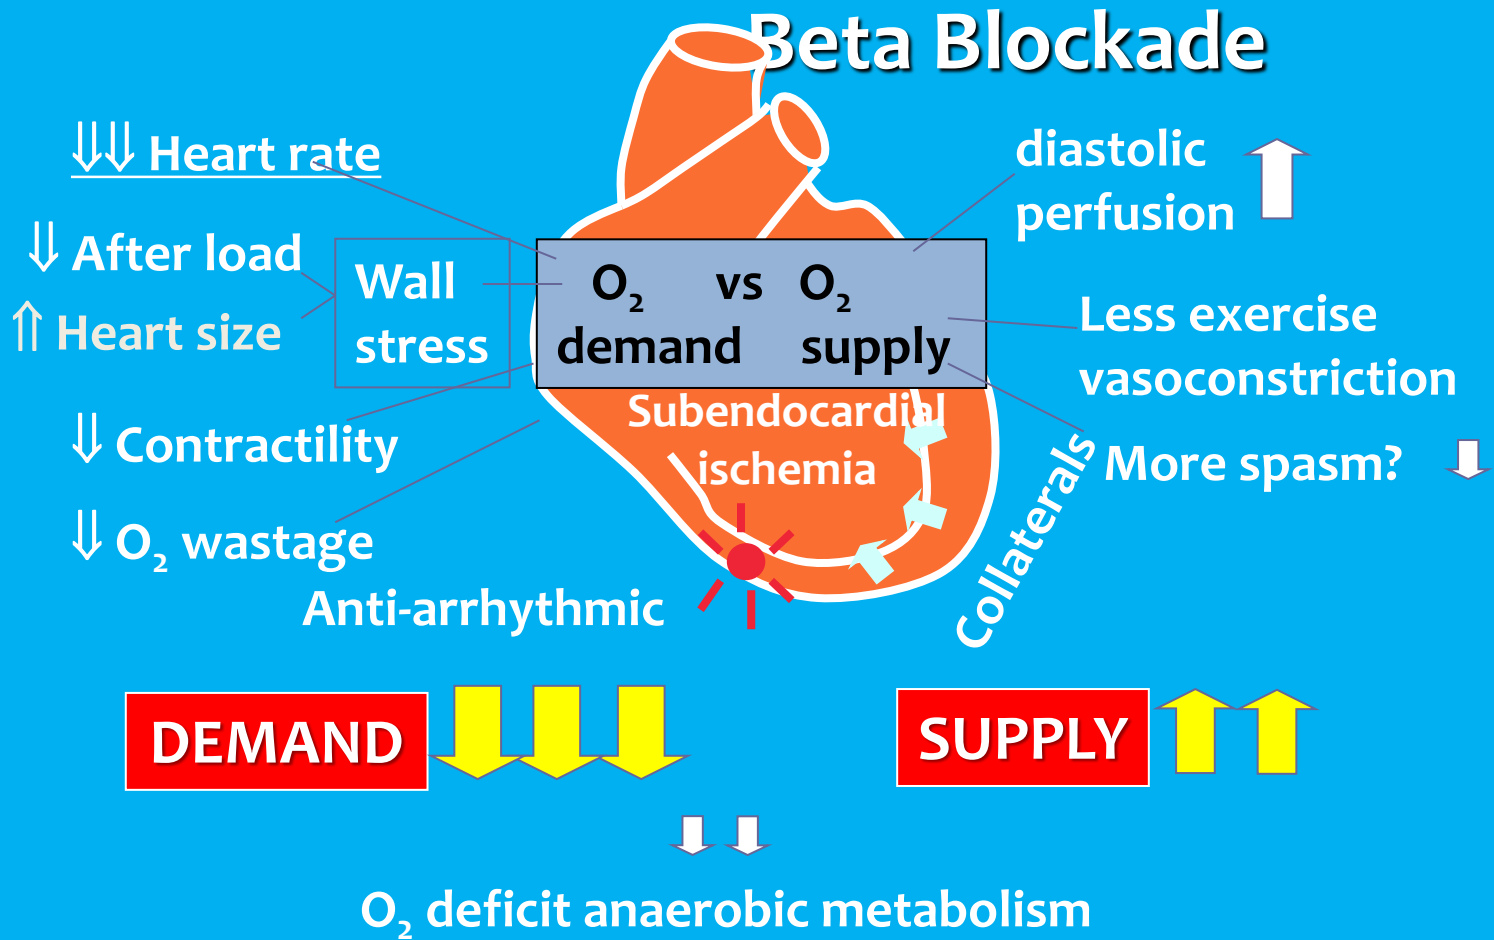 Beta Blockade
⇓⇓ Heart rate
⇓ After load
⇑ Heart size
Wall
stress
⇓ Contractility
⇓ O₂ wastage
Anti-arrhythmic
O₂ vs O₂
demand supply
Subendocardial
ischemia
diastolic
perfusion
Less exercise
vasoconstriction
More spasm?
Collaterals
DEMAND
SUPPLY
O₂ deficit anaerobic metabolism